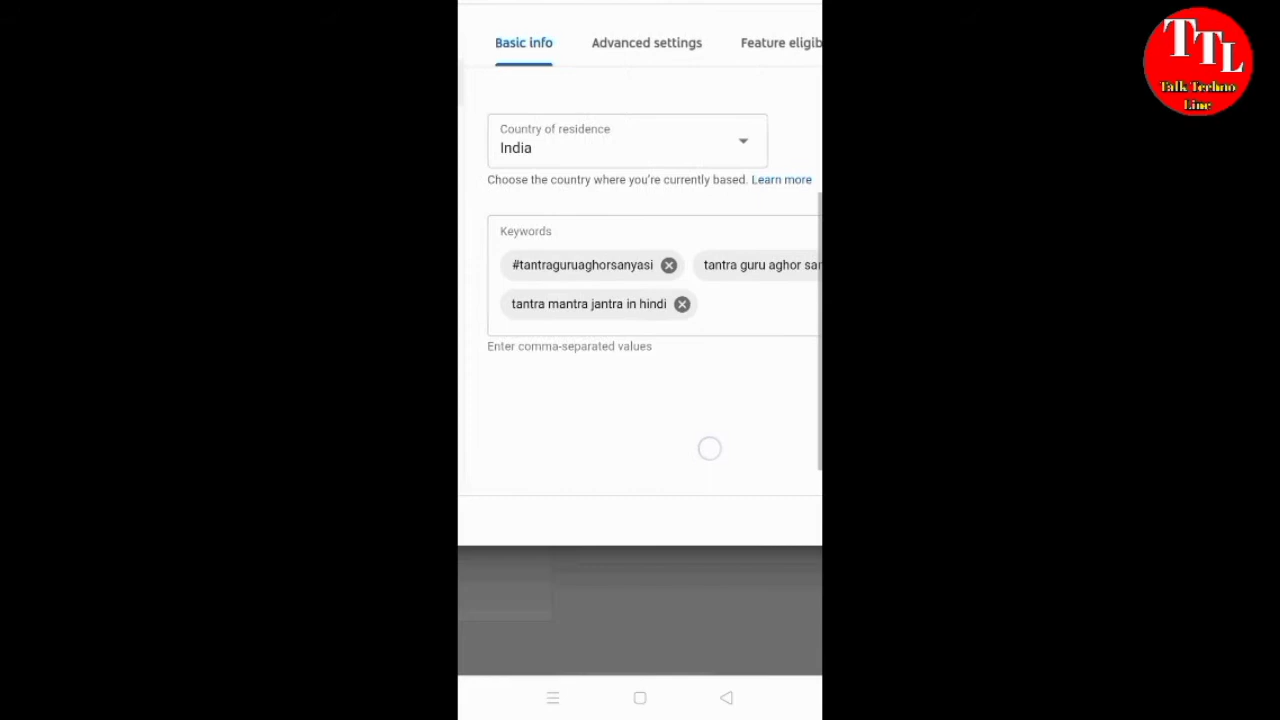 Basic info
Advanced settings
Feature eligib
Country of residence
India
Choose the country where you're currently based. Learn more
Keywords
#tantraguruaghorsanyasi
tantra guru aghor sar
tantra mantra jantra in hindi
Enter comma-separated values
TTL
Talk Techno
Line